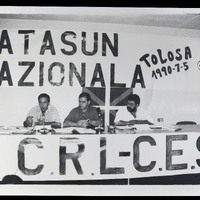 ATASUN
AZIONALA
TOLOSA
1990-7-5
C.R.L-C.E.S